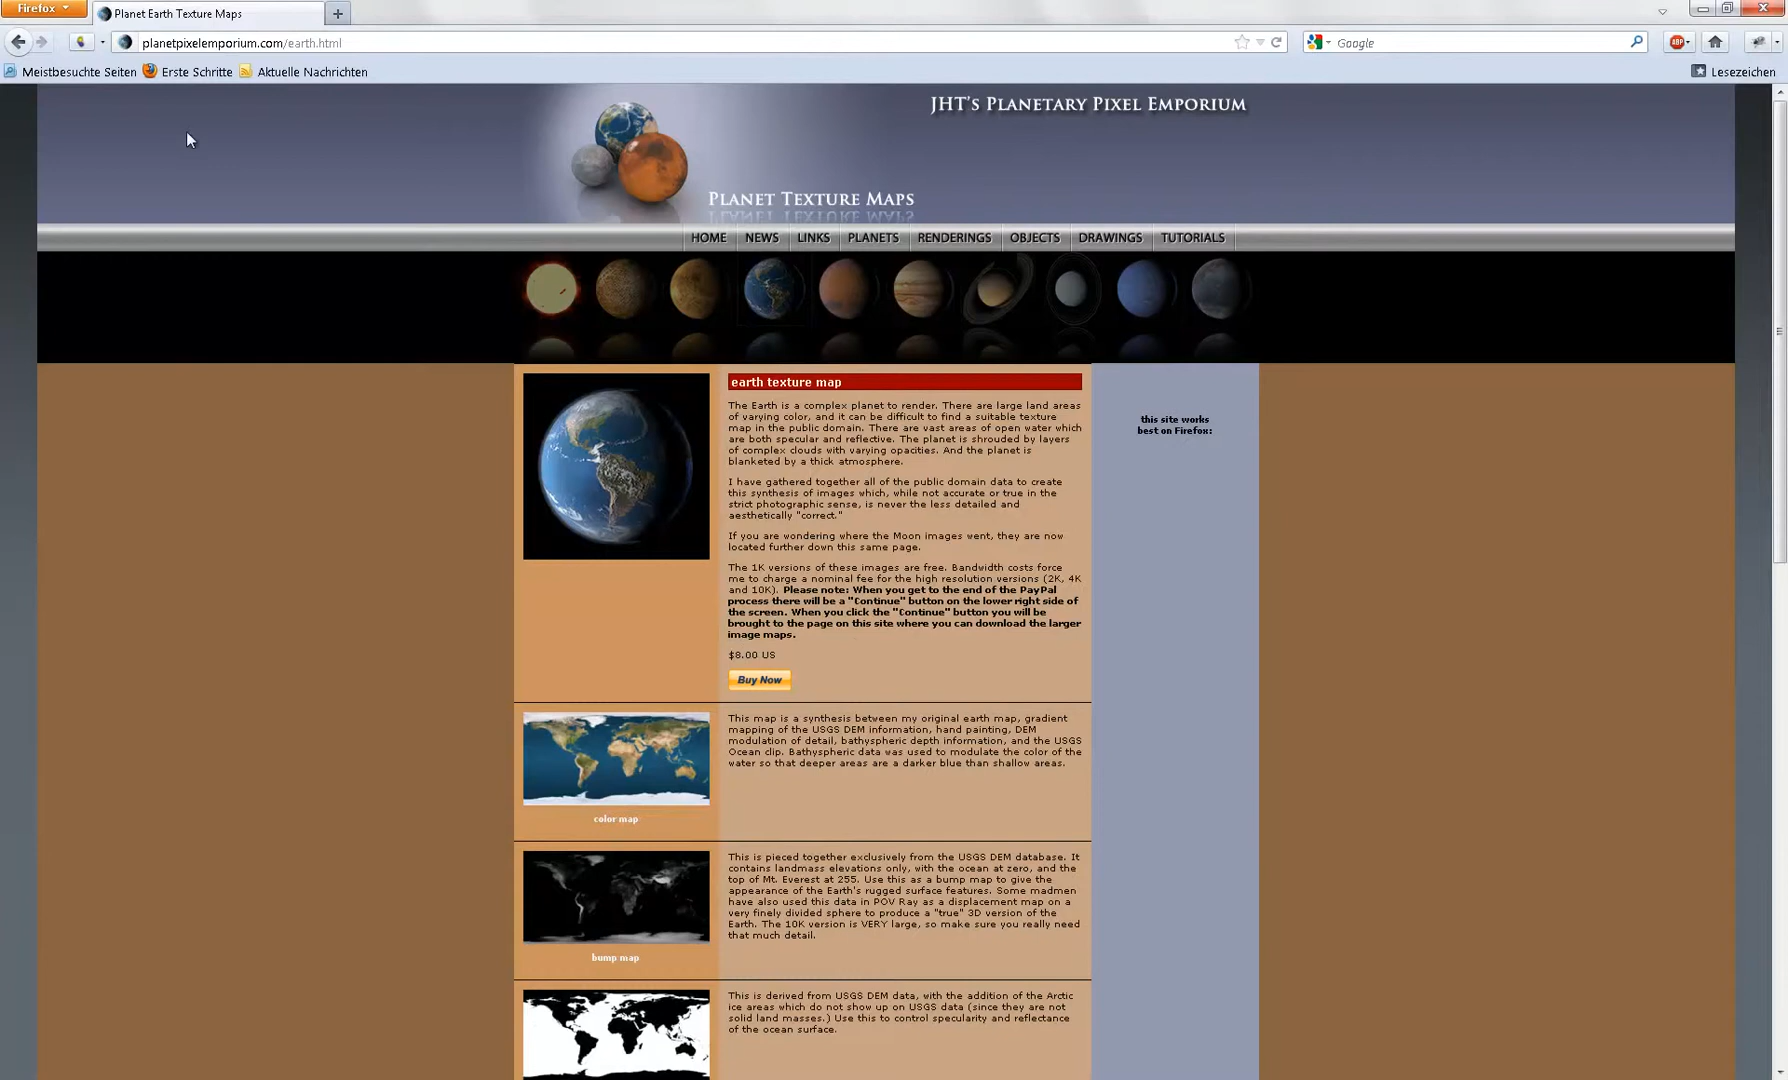 Firefox
Planet Earth Texture Maps
planetpixelemporium.com/earth.html
Google
ABP
Meistbesuchte Seiten
Erste Schritte
Aktuelle Nachrichten
Lesezeichen
JHT's Planetary Pixel Emporium
Planet Texture Maps
HOME
NEWS
LINKS
PLANETS
RENDERINGS
OBJECTS
DRAWINGS
TUTORIALS
earth texture map
The Earth is a complex planet to render. There are large land areas
of varying color, and it can be difficult to find a suitable texture
map in the public domain. There are vast areas of open water which
are both specular and reflective. The planet is shrouded by layers
of complex clouds with varying opacities. And the planet is
blanketed by a thick atmosphere.
I have gathered together all of the public domain data to create
this synthesis of images which, while not accurate or true in the
strict photographic sense, is never the less detailed and
aesthetically "correct."
If you are wondering where the Moon images went, they are now
located further down this same page.
The 1K versions of these images are free. Bandwidth costs force
me to charge a nominal fee for the high resolution versions (2K, 4K
and 10K). Please note: When you get to the end of the PayPal
process there will be a "Continue" button on the lower right side of
the screen. When you click the "Continue" button you will be
brought to the page on this site where you can download the larger
image maps.
$8.00 US
Buy Now
this site works
best on Firefox:
This map is a synthesis between my original earth map, gradient
mapping of the USGS DEM information, hand painting, DEM
modulation of detail, bathyspheric depth information, and the USGS
Ocean clip. Bathyspheric data was used to modulate the color of the
water so that deeper areas are a darker blue than shallow areas.
color map
This is pieced together exclusively from the USGS DEM database. It
contains landmass elevations only, with the ocean at zero, and the
top of Mt. Everest at 255. Use this as a bump map to give the
appearance of the Earth's rugged surface features. Some madmen
have also used this data in POV Ray as a displacement map on a
very finely divided sphere to produce a "true" 3D version of the
Earth. The 10K version is VERY large, so make sure you really need
that much detail.
bump map
This is derived from USGS DEM data, with the addition of the Arctic
ice areas which do not show up on USGS data (since they are not
solid land masses.) Use this to control specularity and reflectance
of the ocean surface.